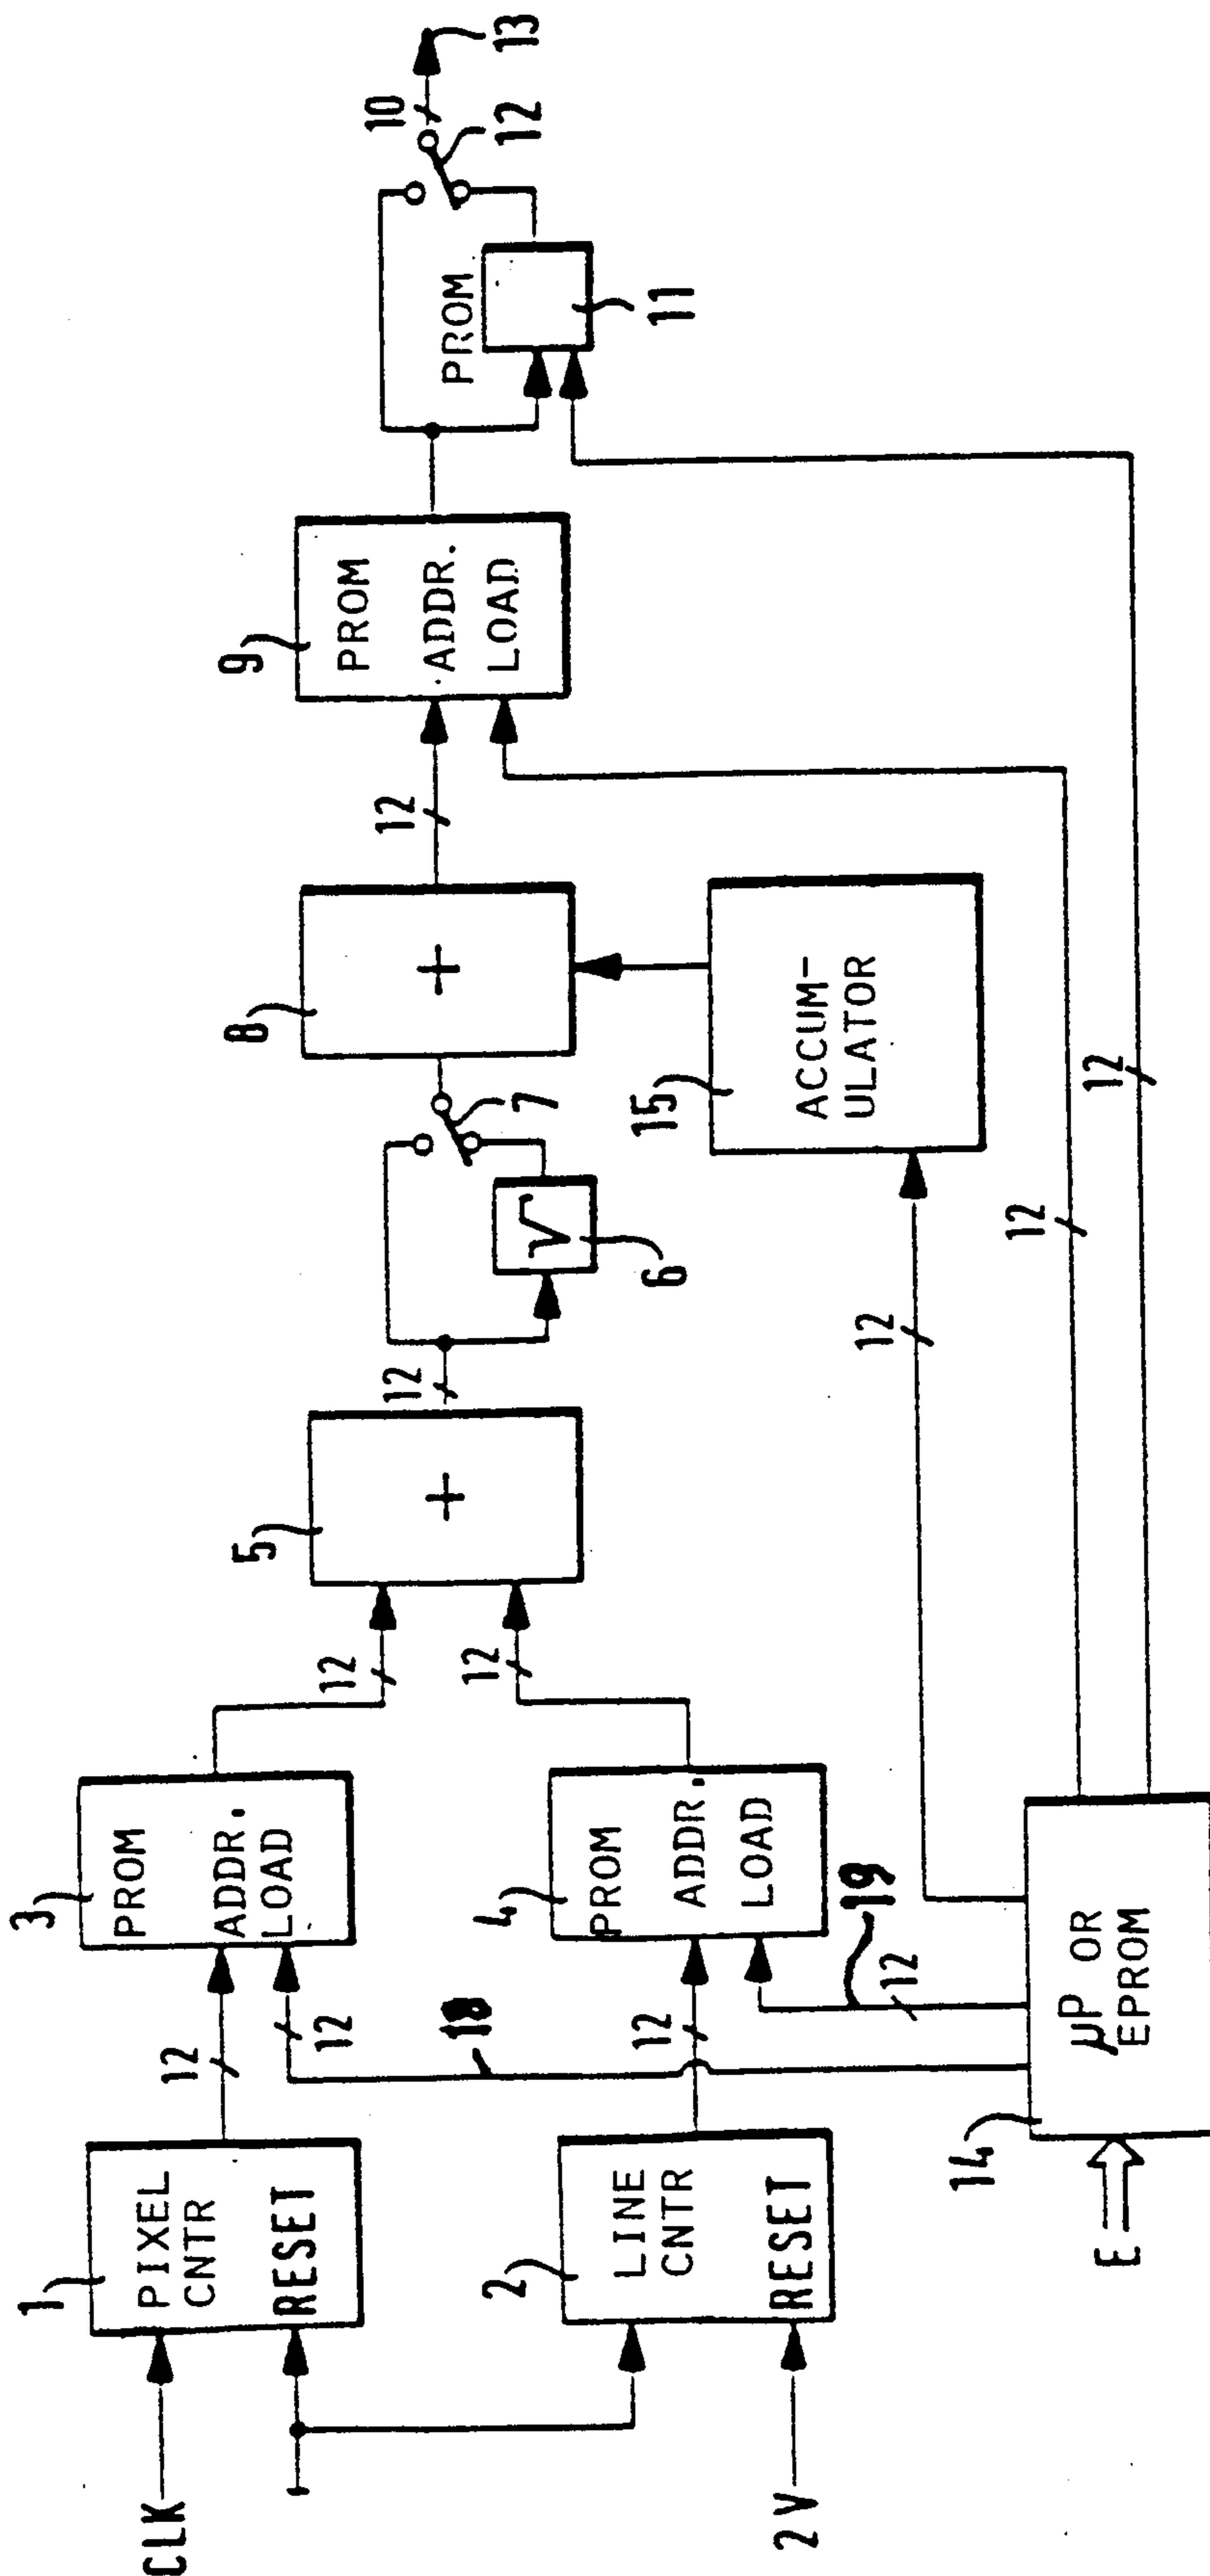 CLK
1
PIXEL
CNTR
RESET
2
LINE
CNTR
RESET
2V
12
12
18
12
3
PROM
ADDR.
LOAD
4
PROM
ADDR.
LOAD
19
12
E
14
µP OR
EPROM
12
12
5
+
12
6
√
7
8
+
12
15
ACCUM-
ULATOR
12
12
12
9
PROM
ADDR.
LOAD
PROM
11
12
10
13